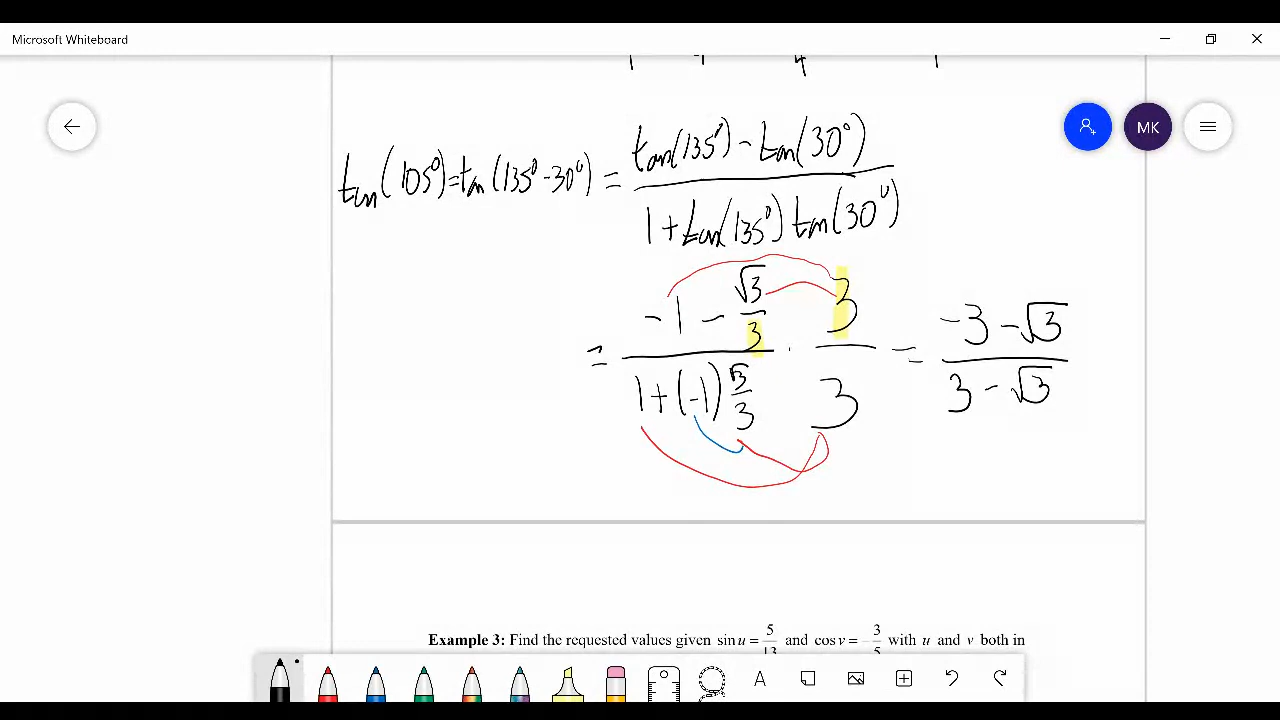 Microsoft Whiteboard
MK
tan(105°)=tan(135°-30°) = tan(135°) - tan(30°) / 1 + tan(135°) tan(30°)
= -1 - √3/3 / 1 + (-1) √3/3 · 3/3 = -3 - √3 / 3 - √3
Example 3: Find the requested values given sin u = 5/13 and cos v = -3/5 with u and v both in
A